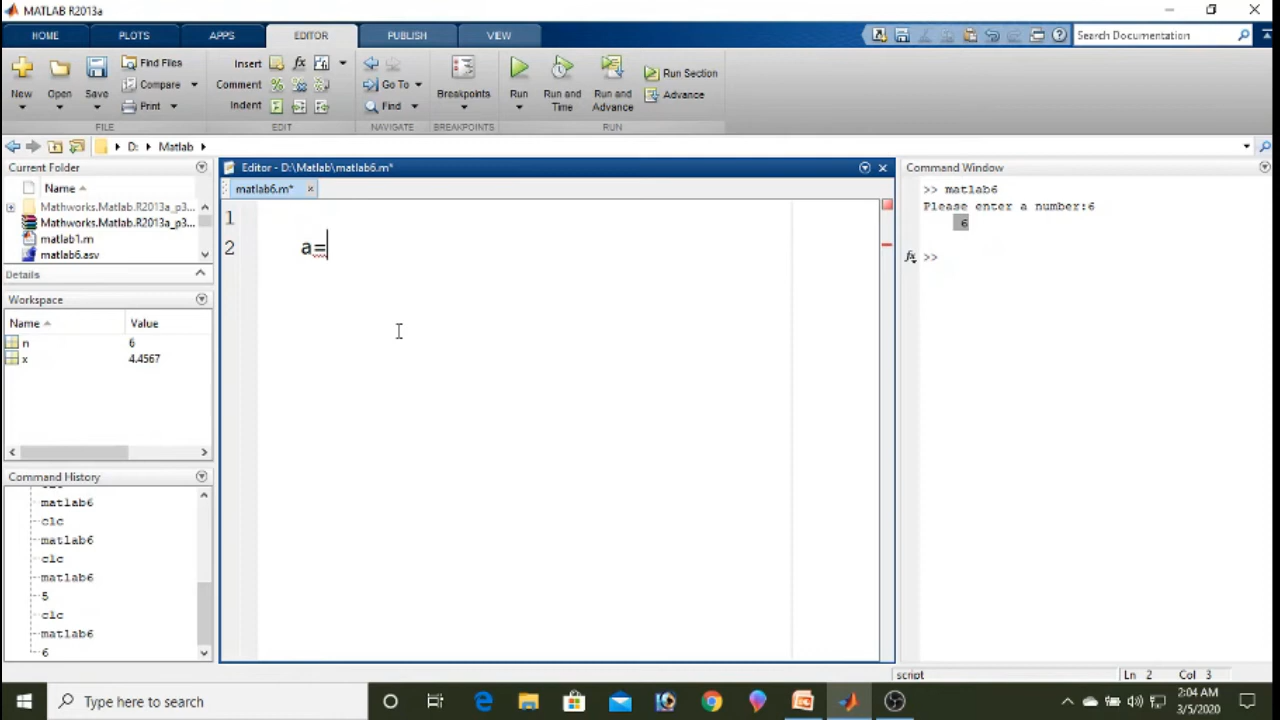 MATLAB R2013a
HOME PLOTS APPS EDITOR PUBLISH VIEW
Search Documentation
New Open Save
Find Files
Compare
Print
FILE
Insert
Comment
Indent
EDIT
Go To
Find
NAVIGATE
Breakpoints
BREAKPOINTS
Run
Run and Time
Run and Advance
Run Section
Advance
RUN
D: Matlab
Current Folder
Name
Mathworks.Matlab.R2013a_p3...
Mathworks.Matlab.R2013a_p3...
matlab1.m
matlab6.asv
Details
Workspace
Name Value
n 6
x 4.4567
Command History
clc
matlab6
clc
matlab6
clc
matlab6
5
clc
matlab6
6
Editor - D:\Matlab\matlab6.m*
matlab6.m*
1
2 a=
Command Window
>> matlab6
Please enter a number:6
6
fx >>
script Ln 2 Col 3
Type here to search
2:04 AM
3/5/2020